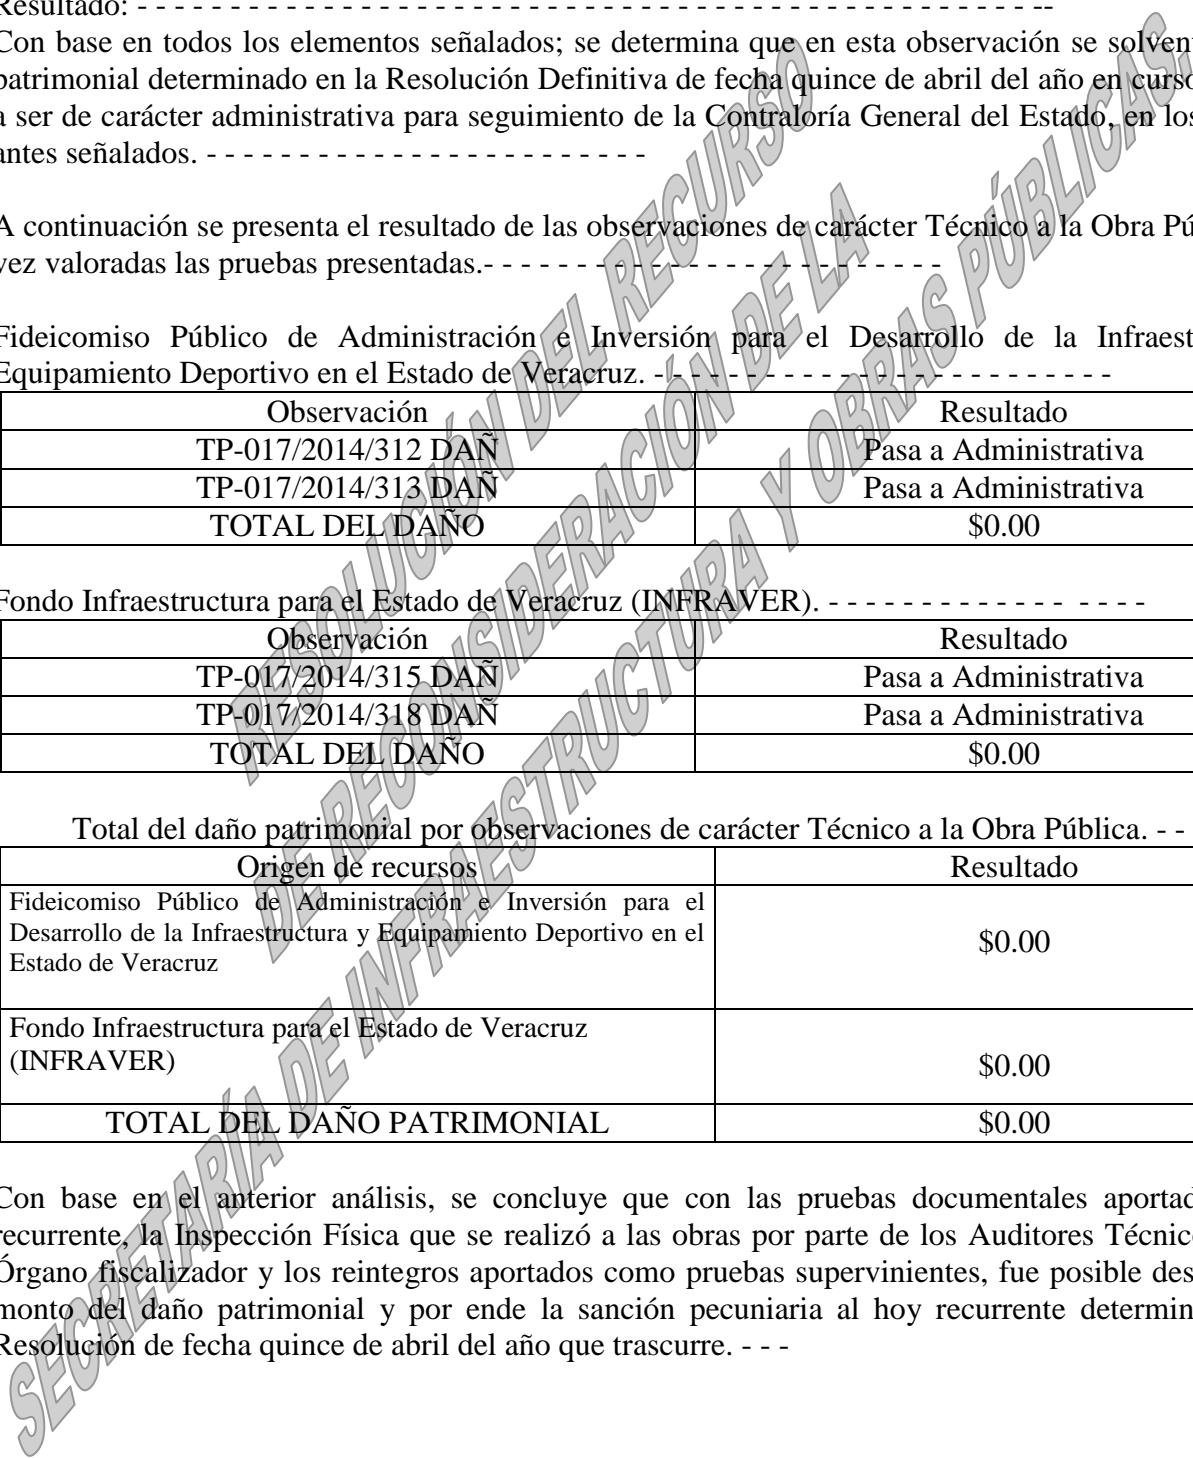 Resultado: - - - - - - - - - - - - - - - - - - - - - - - - - - - - - - - - - - - - - - - - - - - - - - - - --
Con base en todos los elementos señalados; se determina que en esta observación se solvent
patrimonial determinado en la Resolución Definitiva de fecha quince de abril del año en curso
a ser de carácter administrativa para seguimiento de la Contraloría General del Estado, en los
antes señalados. - - - - - - - - - - - - - - - - - - - - - - - -
A continuación se presenta el resultado de las observaciones de carácter Técnico a la Obra Pú
vez valoradas las pruebas presentadas.- - - - - - - - - - - - - - - - - - - - - - - - -
Fideicomiso Público de Administración e Inversión para el Desarrollo de la Infraest
Equipamiento Deportivo en el Estado de Veracruz. - - - - - - - - - - - - - - - - - - - - - - - - -
Observación Resultado
TP-017/2014/312 DAÑ Pasa a Administrativa
TP-017/2014/313 DAÑ Pasa a Administrativa
TOTAL DEL DAÑO $0.00
Fondo Infraestructura para el Estado de Veracruz (INFRAVER). - - - - - - - - - - - - - - - - -
Observación Resultado
TP-017/2014/315 DAÑ Pasa a Administrativa
TP-017/2014/318 DAÑ Pasa a Administrativa
TOTAL DEL DAÑO $0.00
Total del daño patrimonial por observaciones de carácter Técnico a la Obra Pública. - -
Origen de recursos Resultado
Fideicomiso Público de Administración e Inversión para el
Desarrollo de la Infraestructura y Equipamiento Deportivo en el
Estado de Veracruz
$0.00
Fondo Infraestructura para el Estado de Veracruz
(INFRAVER)
$0.00
TOTAL DEL DAÑO PATRIMONIAL $0.00
Con base en el anterior análisis, se concluye que con las pruebas documentales aportad
recurrente, la Inspección Física que se realizó a las obras por parte de los Auditores Técnic
Órgano fiscalizador y los reintegros aportados como pruebas supervinientes, fue posible des
monto del daño patrimonial y por ende la sanción pecuniaria al hoy recurrente determin
Resolución de fecha quince de abril del año que trascurre. - - -
RESOLUCIÓN DEL RECURSO
DE RECONSIDERACIÓN DE LA
SECRETARÍA DE INFRAESTRUCTURA Y OBRAS PÚBLICAS.